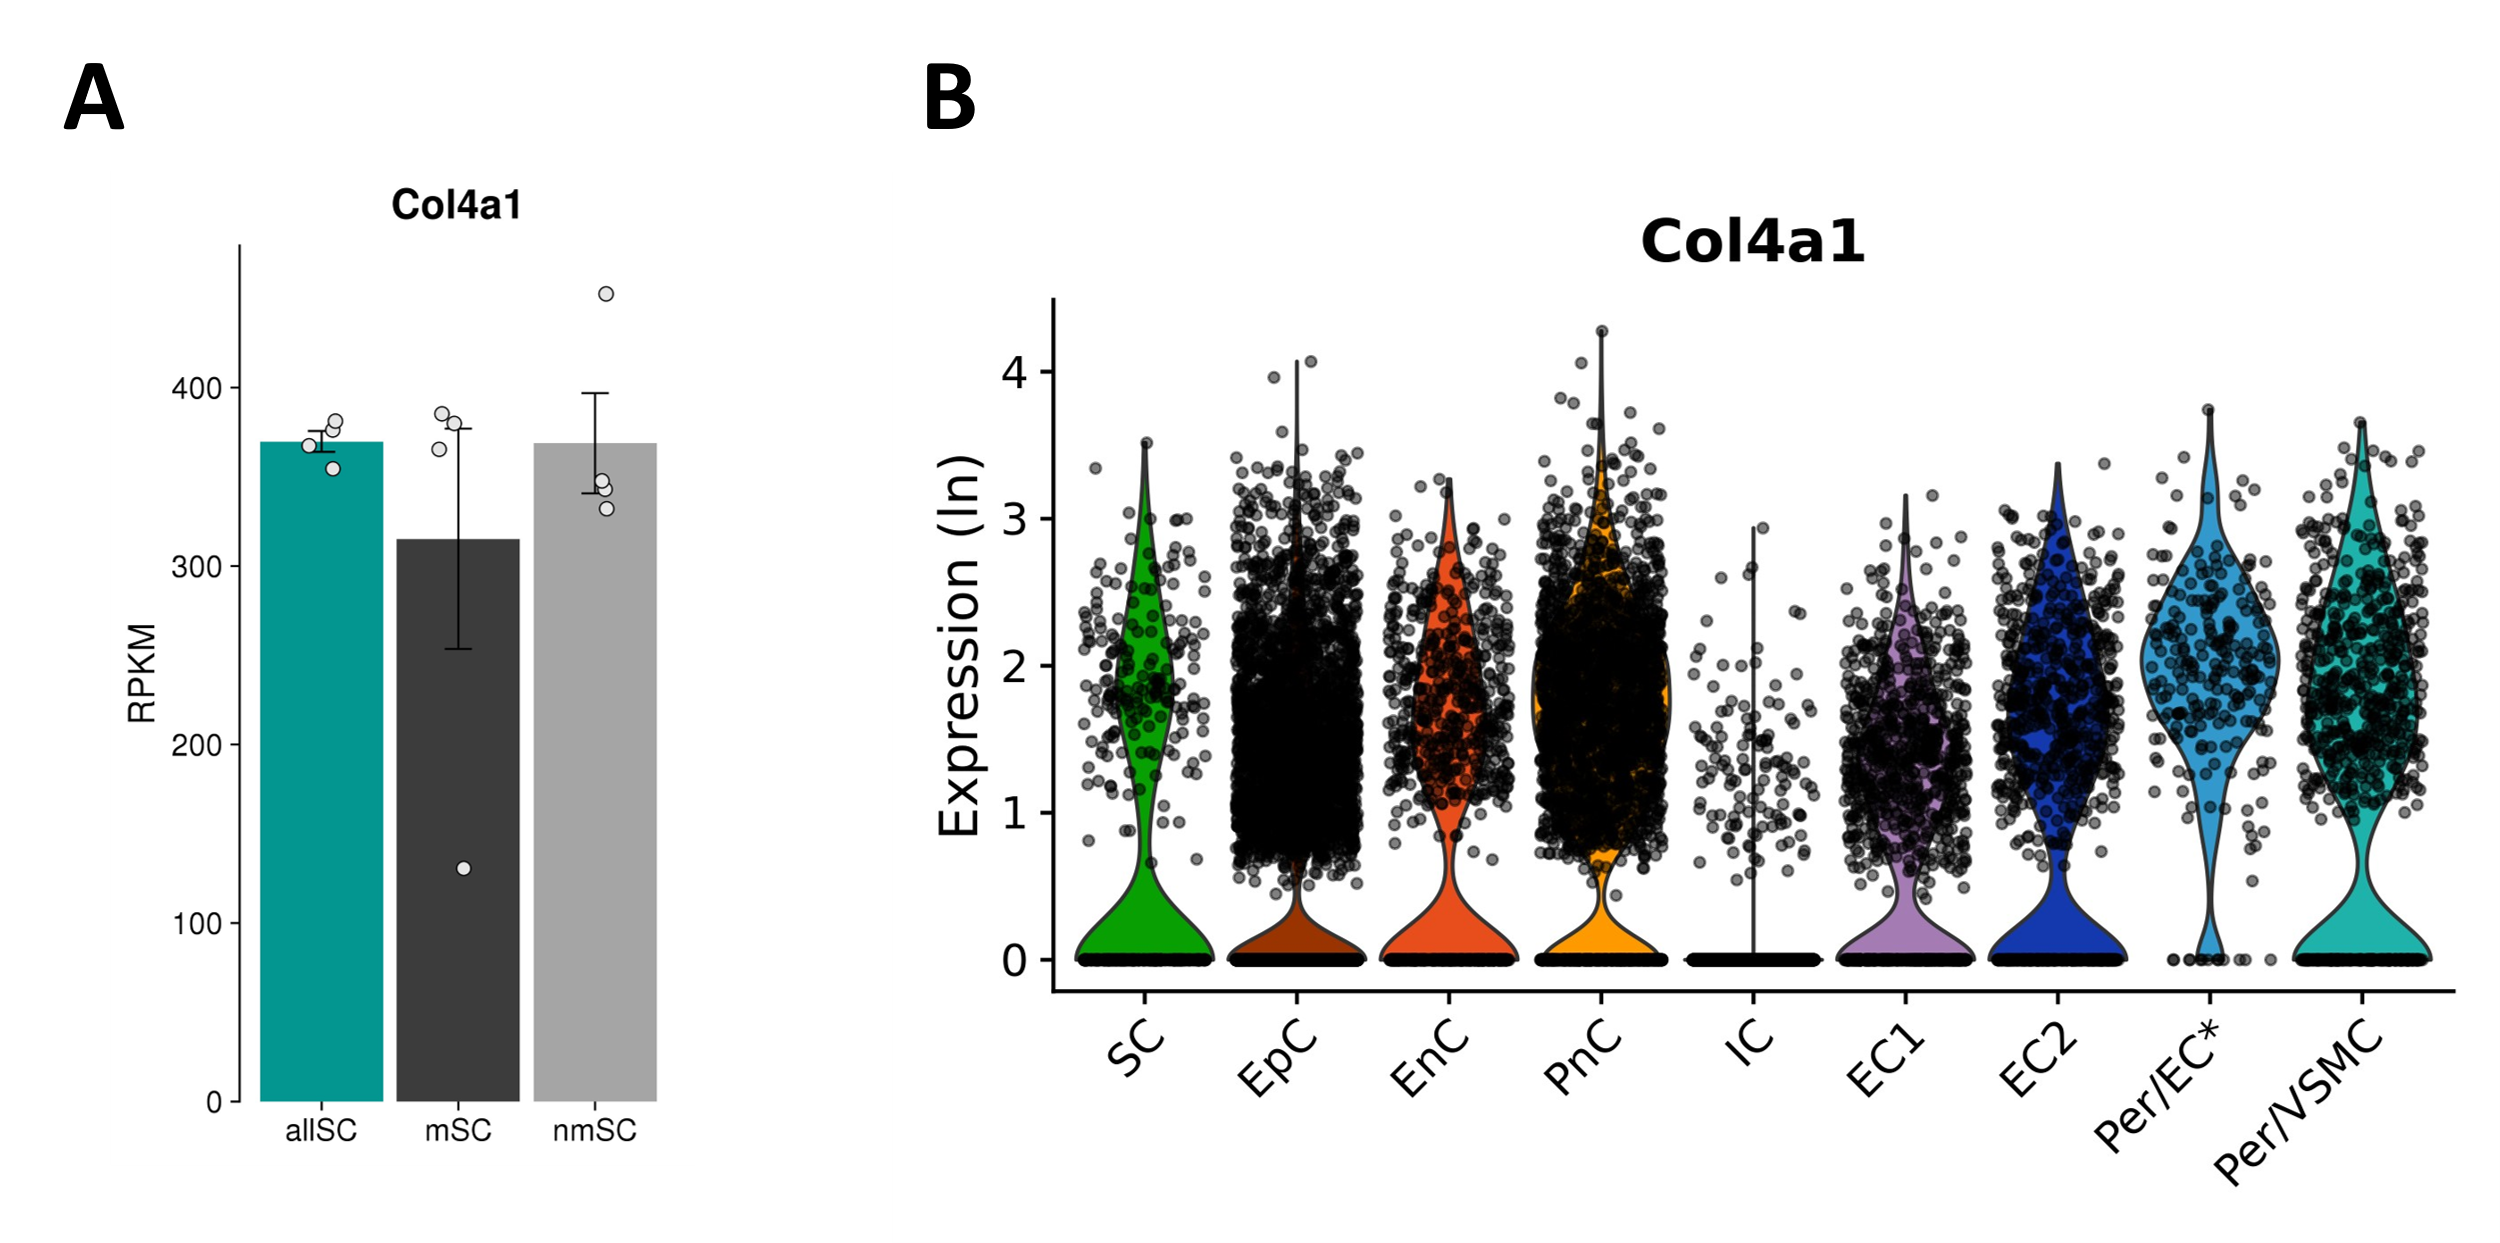 A
Col4a1
RPKM
400
300
200
100
0
allSC mSC nmSC
B
Col4a1
Expression (ln)
4
3
2
1
0
SC EpC EnC PnC IC EC1 EC2 Per/EC* Per/VSMC